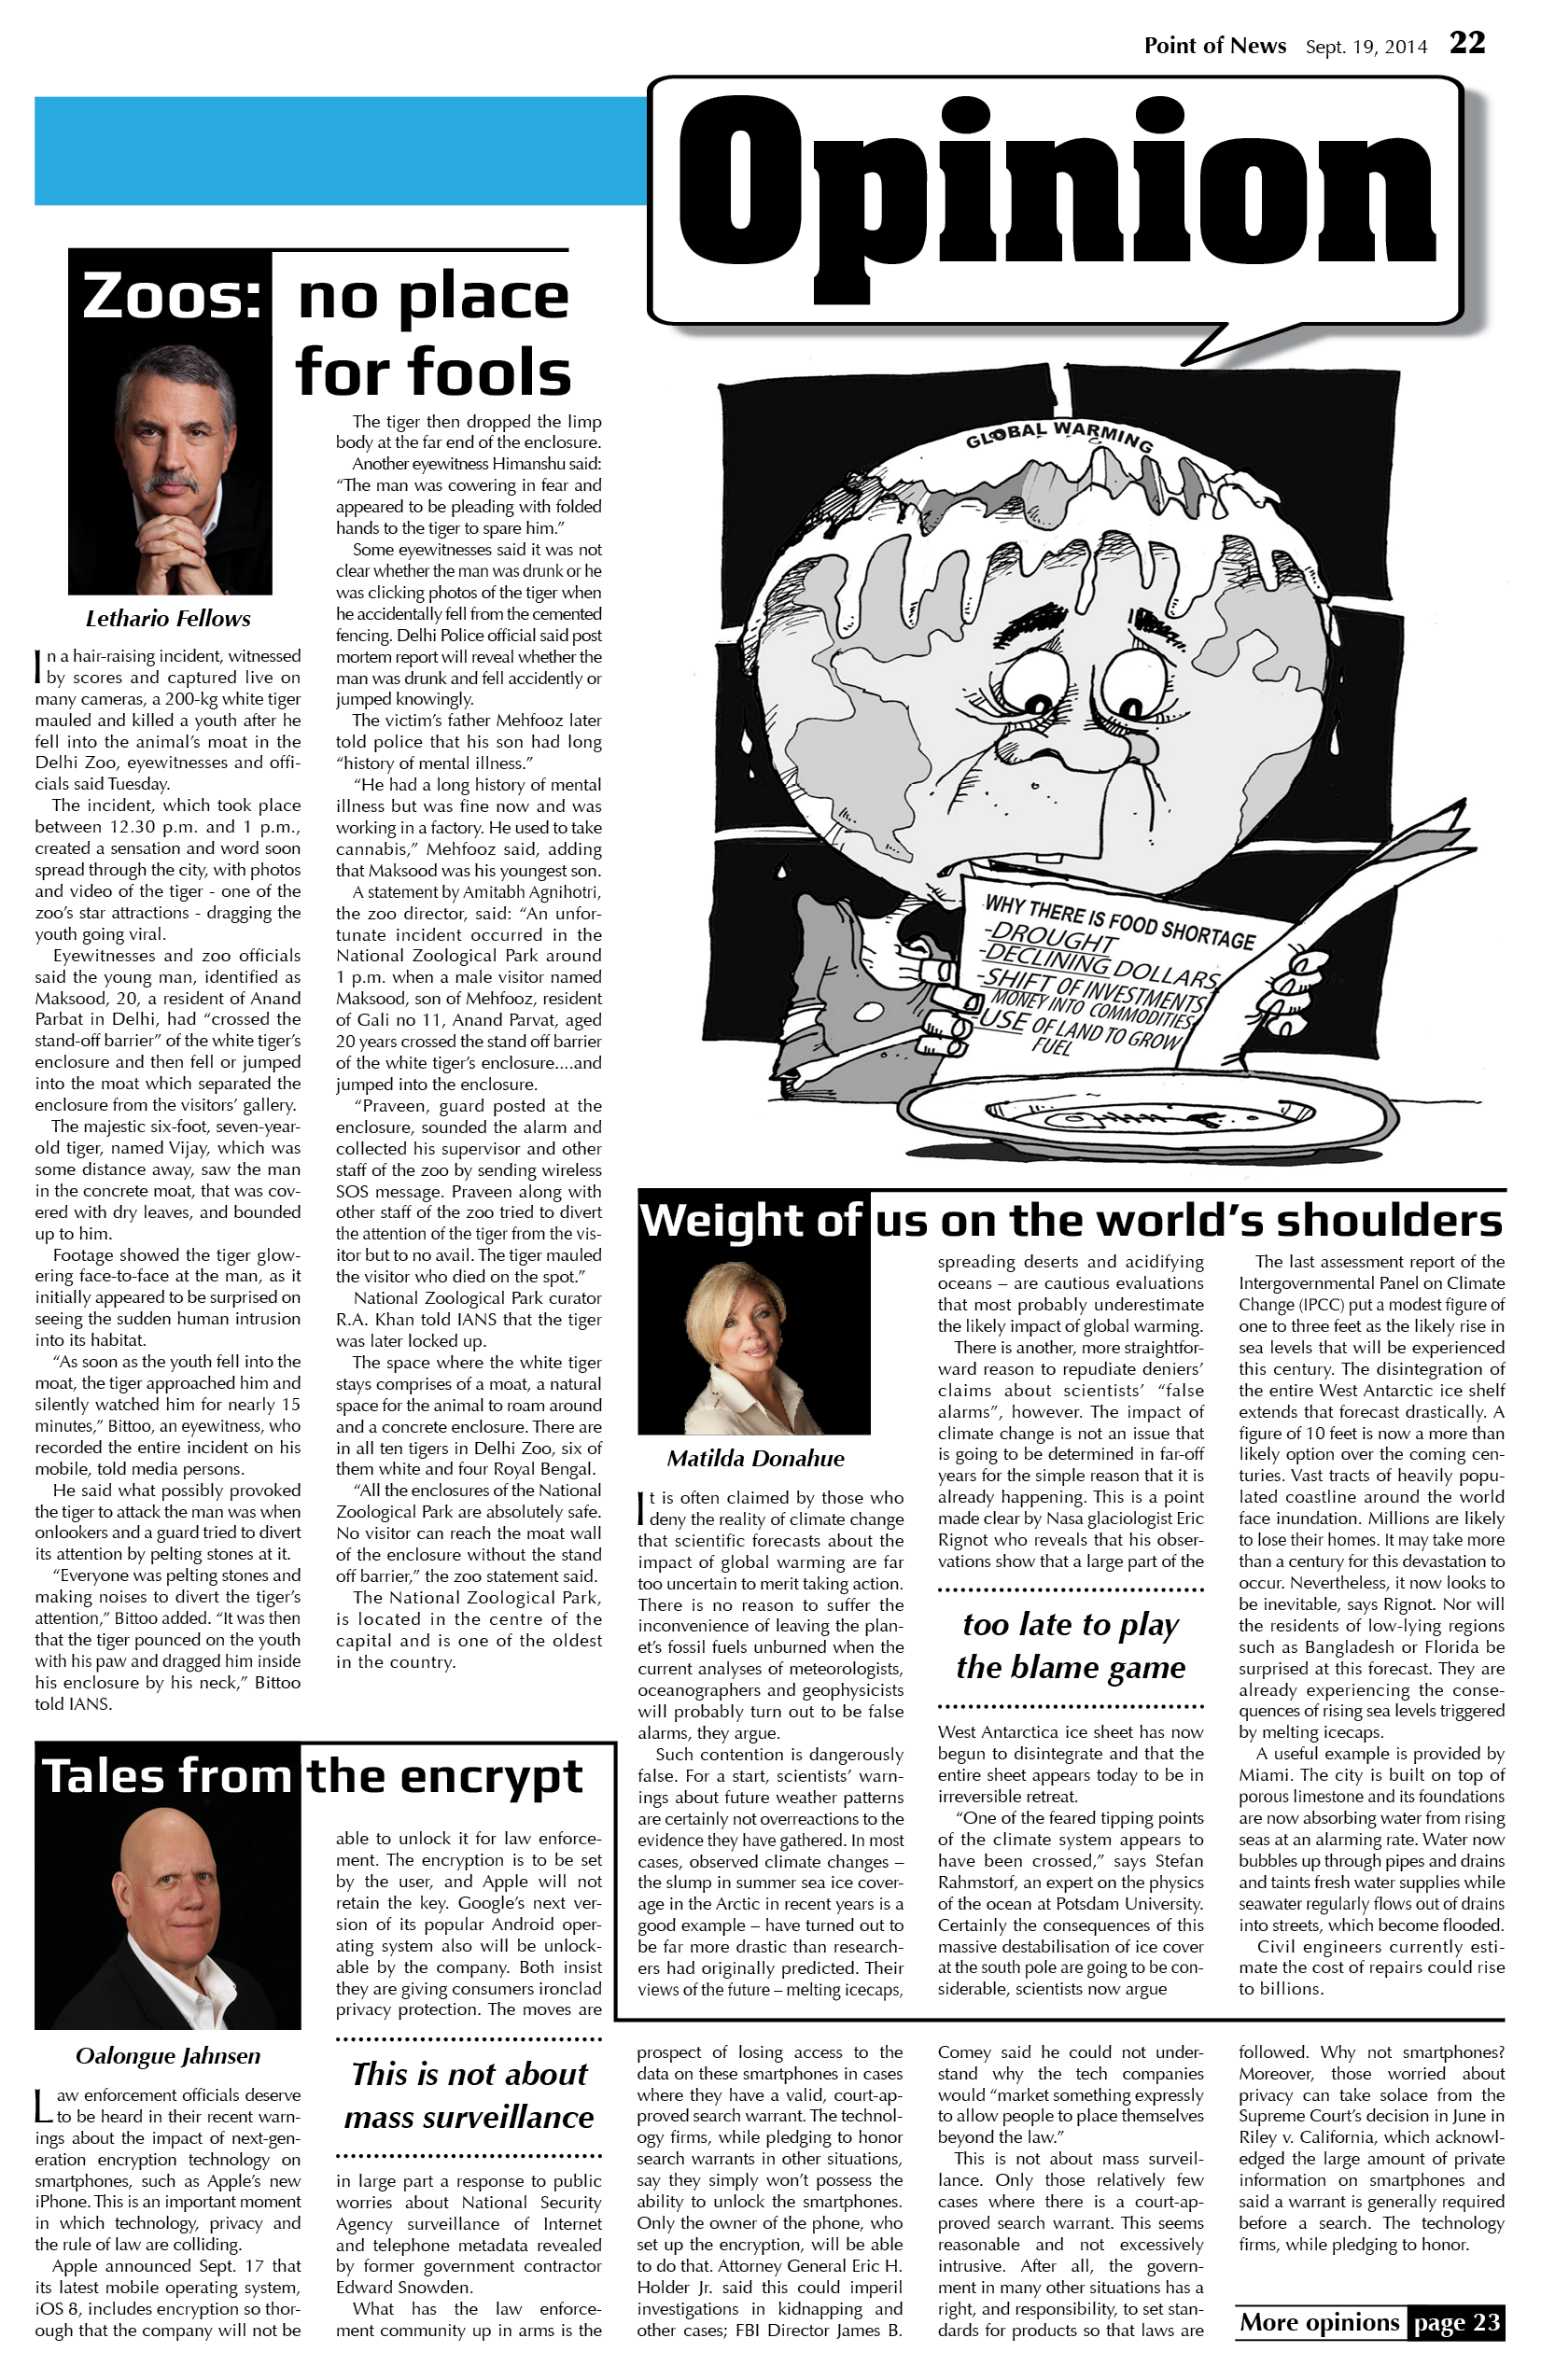 Point of News Sept. 19, 2014 22
Opinion
Zoos: no place
for fools
Lethario Fellows
In a hair-raising incident, witnessed
by scores and captured live on
many cameras, a 200-kg white tiger
mauled and killed a youth after he
fell into the animal's moat in the
Delhi Zoo, eyewitnesses and offi-
cials said Tuesday.
The incident, which took place
between 12.30 p.m. and 1 p.m.,
created a sensation and word soon
spread through the city, with photos
and video of the tiger - one of the
zoo's star attractions - dragging the
youth going viral.
Eyewitnesses and zoo officials
said the young man, identified as
Maksood, 20, a resident of Anand
Parbat in Delhi, had “crossed the
stand-off barrier” of the white tiger's
enclosure and then fell or jumped
into the moat which separated the
enclosure from the visitors' gallery.
The majestic six-foot, seven-year-
old tiger, named Vijay, which was
some distance away, saw the man
in the concrete moat, that was cov-
ered with dry leaves, and bounded
up to him.
Footage showed the tiger glow-
ering face-to-face at the man, as it
initially appeared to be surprised on
seeing the sudden human intrusion
into its habitat.
“As soon as the youth fell into the
moat, the tiger approached him and
silently watched him for nearly 15
minutes,” Bittoo, an eyewitness, who
recorded the entire incident on his
mobile, told media persons.
He said what possibly provoked
the tiger to attack the man was when
onlookers and a guard tried to divert
its attention by pelting stones at it.
“Everyone was pelting stones and
making noises to divert the tiger's
attention,” Bittoo added. “It was then
that the tiger pounced on the youth
with his paw and dragged him inside
his enclosure by his neck,” Bittoo
told IANS.
The tiger then dropped the limp
body at the far end of the enclosure.
Another eyewitness Himanshu said:
“The man was cowering in fear and
appeared to be pleading with folded
hands to the tiger to spare him.”
Some eyewitnesses said it was not
clear whether the man was drunk or he
was clicking photos of the tiger when
he accidentally fell from the cemented
fencing. Delhi Police official said post
mortem report will reveal whether the
man was drunk and fell accidently or
jumped knowingly.
The victim's father Mehfooz later
told police that his son had long
“history of mental illness.”
“He had a long history of mental
illness but was fine now and was
working in a factory. He used to take
cannabis,” Mehfooz said, adding
that Maksood was his youngest son.
A statement by Amitabh Agnihotri,
the zoo director, said: “An unfor-
tunate incident occurred in the
National Zoological Park around
1 p.m. when a male visitor named
Maksood, son of Mehfooz, resident
of Gali no 11, Anand Parvat, aged
20 years crossed the stand off barrier
of the white tiger's enclosure....and
jumped into the enclosure.
“Praveen, guard posted at the
enclosure, sounded the alarm and
collected his supervisor and other
staff of the zoo by sending wireless
SOS message. Praveen along with
other staff of the zoo tried to divert
the attention of the tiger from the vis-
itor but to no avail. The tiger mauled
the visitor who died on the spot.”
National Zoological Park curator
R.A. Khan told IANS that the tiger
was later locked up.
The space where the white tiger
stays comprises of a moat, a natural
space for the animal to roam around
and a concrete enclosure. There are
in all ten tigers in Delhi Zoo, six of
them white and four Royal Bengal.
“All the enclosures of the National
Zoological Park are absolutely safe.
No visitor can reach the moat wall
of the enclosure without the stand
off barrier,” the zoo statement said.
The National Zoological Park,
is located in the centre of the
capital and is one of the oldest
in the country.
GLOBAL WARMING
WHY THERE IS FOOD SHORTAGE
-DROUGHT
-DECLINING DOLLARS
-SHIFT OF INVESTMENTS
MONEY INTO COMMODITIES
-USE OF LAND TO GROW
FUEL
Weight of us on the world's shoulders
Matilda Donahue
It is often claimed by those who
deny the reality of climate change
that scientific forecasts about the
impact of global warming are far
too uncertain to merit taking action.
There is no reason to suffer the
inconvenience of leaving the plan-
et's fossil fuels unburned when the
current analyses of meteorologists,
oceanographers and geophysicists
will probably turn out to be false
alarms, they argue.
Such contention is dangerously
false. For a start, scientists' warn-
ings about future weather patterns
are certainly not overreactions to the
evidence they have gathered. In most
cases, observed climate changes –
the slump in summer sea ice cover-
age in the Arctic in recent years is a
good example – have turned out to
be far more drastic than research-
ers had originally predicted. Their
views of the future – melting icecaps,
spreading deserts and acidifying
oceans – are cautious evaluations
that most probably underestimate
the likely impact of global warming.
There is another, more straightfor-
ward reason to repudiate deniers'
claims about scientists' “false
alarms”, however. The impact of
climate change is not an issue that
is going to be determined in far-off
years for the simple reason that it is
already happening. This is a point
made clear by Nasa glaciologist Eric
Rignot who reveals that his obser-
vations show that a large part of the
too late to play
the blame game
West Antarctica ice sheet has now
begun to disintegrate and that the
entire sheet appears today to be in
irreversible retreat.
“One of the feared tipping points
of the climate system appears to
have been crossed,” says Stefan
Rahmstorf, an expert on the physics
of the ocean at Potsdam University.
Certainly the consequences of this
massive destabilisation of ice cover
at the south pole are going to be con-
siderable, scientists now argue
The last assessment report of the
Intergovernmental Panel on Climate
Change (IPCC) put a modest figure of
one to three feet as the likely rise in
sea levels that will be experienced
this century. The disintegration of
the entire West Antarctic ice shelf
extends that forecast drastically. A
figure of 10 feet is now a more than
likely option over the coming cen-
turies. Vast tracts of heavily popu-
lated coastline around the world
face inundation. Millions are likely
to lose their homes. It may take more
than a century for this devastation to
occur. Nevertheless, it now looks to
be inevitable, says Rignot. Nor will
the residents of low-lying regions
such as Bangladesh or Florida be
surprised at this forecast. They are
already experiencing the conse-
quences of rising sea levels triggered
by melting icecaps.
A useful example is provided by
Miami. The city is built on top of
porous limestone and its foundations
are now absorbing water from rising
seas at an alarming rate. Water now
bubbles up through pipes and drains
and taints fresh water supplies while
seawater regularly flows out of drains
into streets, which become flooded.
Civil engineers currently esti-
mate the cost of repairs could rise
to billions.
Tales from the encrypt
Oalongue Jahnsen
Law enforcement officials deserve
to be heard in their recent warn-
ings about the impact of next-gen-
eration encryption technology on
smartphones, such as Apple's new
iPhone. This is an important moment
in which technology, privacy and
the rule of law are colliding.
Apple announced Sept. 17 that
its latest mobile operating system,
iOS 8, includes encryption so thor-
ough that the company will not be
able to unlock it for law enforce-
ment. The encryption is to be set
by the user, and Apple will not
retain the key. Google's next ver-
sion of its popular Android oper-
ating system also will be unlock-
able by the company. Both insist
they are giving consumers ironclad
privacy protection. The moves are
This is not about
mass surveillance
in large part a response to public
worries about National Security
Agency surveillance of Internet
and telephone metadata revealed
by former government contractor
Edward Snowden.
What has the law enforce-
ment community up in arms is the
prospect of losing access to the
data on these smartphones in cases
where they have a valid, court-ap-
proved search warrant. The technol-
ogy firms, while pledging to honor
search warrants in other situations,
say they simply won't possess the
ability to unlock the smartphones.
Only the owner of the phone, who
set up the encryption, will be able
to do that. Attorney General Eric H.
Holder Jr. said this could imperil
investigations in kidnapping and
other cases; FBI Director James B.
Comey said he could not under-
stand why the tech companies
would “market something expressly
to allow people to place themselves
beyond the law.”
This is not about mass surveil-
lance. Only those relatively few
cases where there is a court-ap-
proved search warrant. This seems
reasonable and not excessively
intrusive. After all, the govern-
ment in many other situations has a
right, and responsibility, to set stan-
dards for products so that laws are
followed. Why not smartphones?
Moreover, those worried about
privacy can take solace from the
Supreme Court's decision in June in
Riley v. California, which acknowl-
edged the large amount of private
information on smartphones and
said a warrant is generally required
before a search. The technology
firms, while pledging to honor.
More opinions page 23